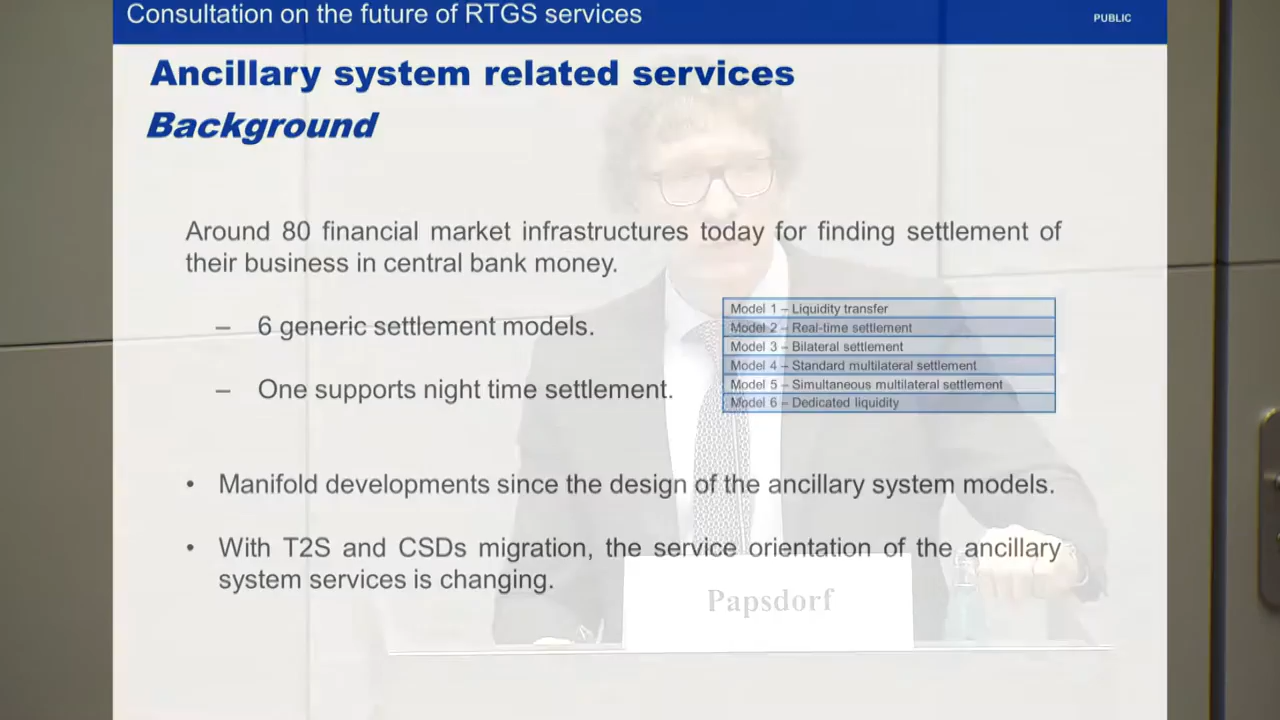 Consultation on the future of RTGS services
PUBLIC
Ancillary system related services
Background
Around 80 financial market infrastructures today for finding settlement of
their business in central bank money.
– 6 generic settlement models.
– One supports night time settlement.
Model 1 – Liquidity transfer
Model 2 – Real-time settlement
Model 3 – Bilateral settlement
Model 4 – Standard multilateral settlement
Model 5 – Simultaneous multilateral settlement
Model 6 – Dedicated liquidity
• Manifold developments since the design of the ancillary system models.
• With T2S and CSDs migration, the service orientation of the ancillary
system services is changing.
Papsdorf